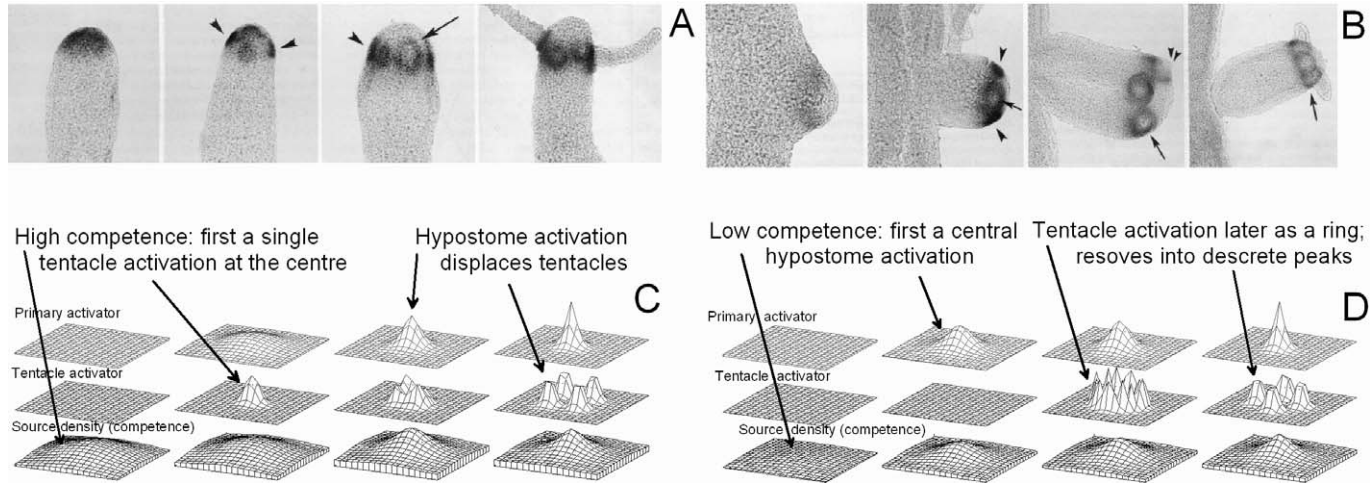 A
B
High competence: first a single
tentacle activation at the centre
Hypostome activation
displaces tentacles
C
Primary activator
Tentacle activator
Source density (competence)
Low competence: first a central
hypostome activation
Tentacle activation later as a ring;
resoves into descrete peaks
D
Primary activator
Tentacle activator
Source density (competence)